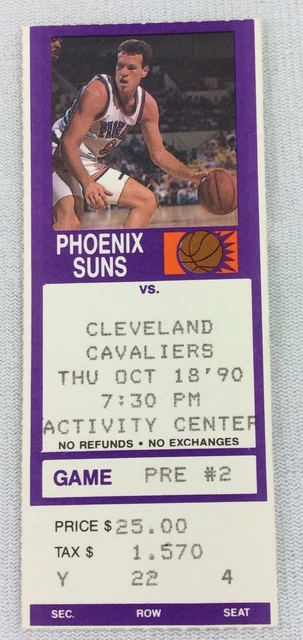 PHOENIX
SUNS
VS.
CLEVELAND
CAVALIERS
THU OCT 18'90
7:30 PM
ACTIVITY CENTER
NO REFUNDS • NO EXCHANGES
GAME PRE #2
PRICE $25.00
TAX $ 1.570
Y 22 4
SEC. ROW SEAT